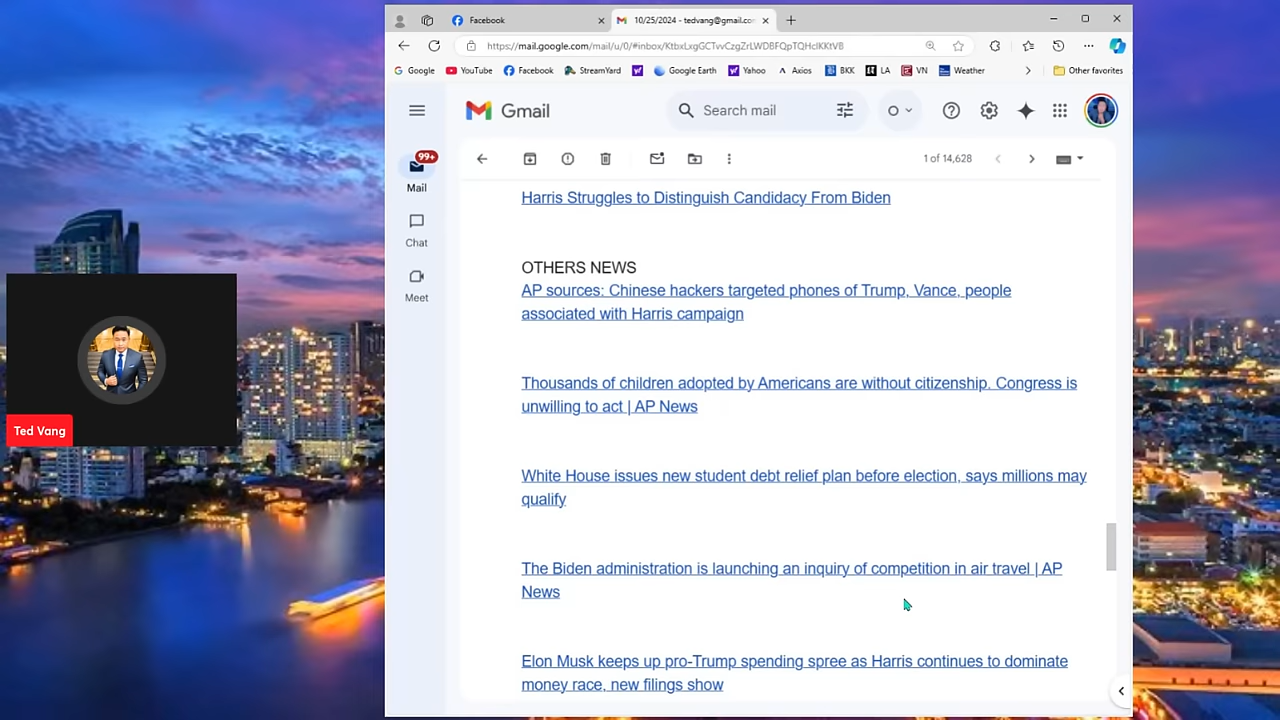 Facebook
10/25/2024 - tedvang@gmail.com
https://mail.google.com/mail/u/0/#inbox/
Google
YouTube
Facebook
StreamYard
Google Earth
Yahoo
Axios
BKK
LA
VN
Weather
Other favorites
Gmail
Search mail
99+
Mail
Chat
Meet
1 of 14,628
Harris Struggles to Distinguish Candidacy From Biden
OTHERS NEWS
AP sources: Chinese hackers targeted phones of Trump, Vance, people
associated with Harris campaign
Thousands of children adopted by Americans are without citizenship. Congress is
unwilling to act | AP News
White House issues new student debt relief plan before election, says millions may
qualify
The Biden administration is launching an inquiry of competition in air travel | AP
News
Elon Musk keeps up pro-Trump spending spree as Harris continues to dominate
money race, new filings show
Ted Vang